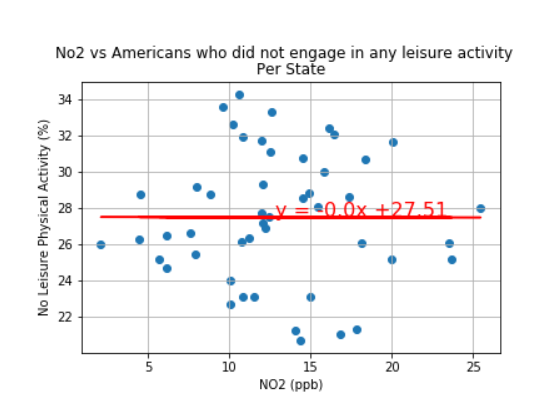 No2 vs Americans who did not engage in any leisure activity
Per State
No Leisure Physical Activity (%)
34
32
30
28
26
24
22
y = -0.0x +27.51
5
10
15
20
25
NO2 (ppb)